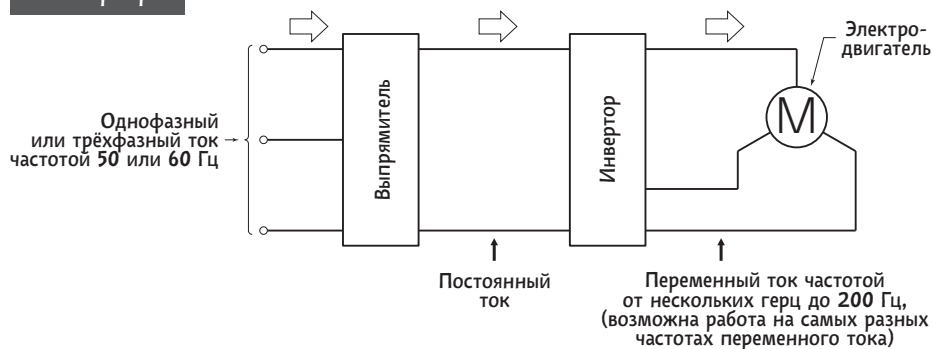 Электро-
двигатель
Однофазный
или трёхфазный ток
частотой 50 или 60 Гц
Выпрямитель
Инвертор
M
Постоянный
ток
Переменный ток частотой
от нескольких герц до 200 Гц,
(возможна работа на самых разных
частотах переменного тока)